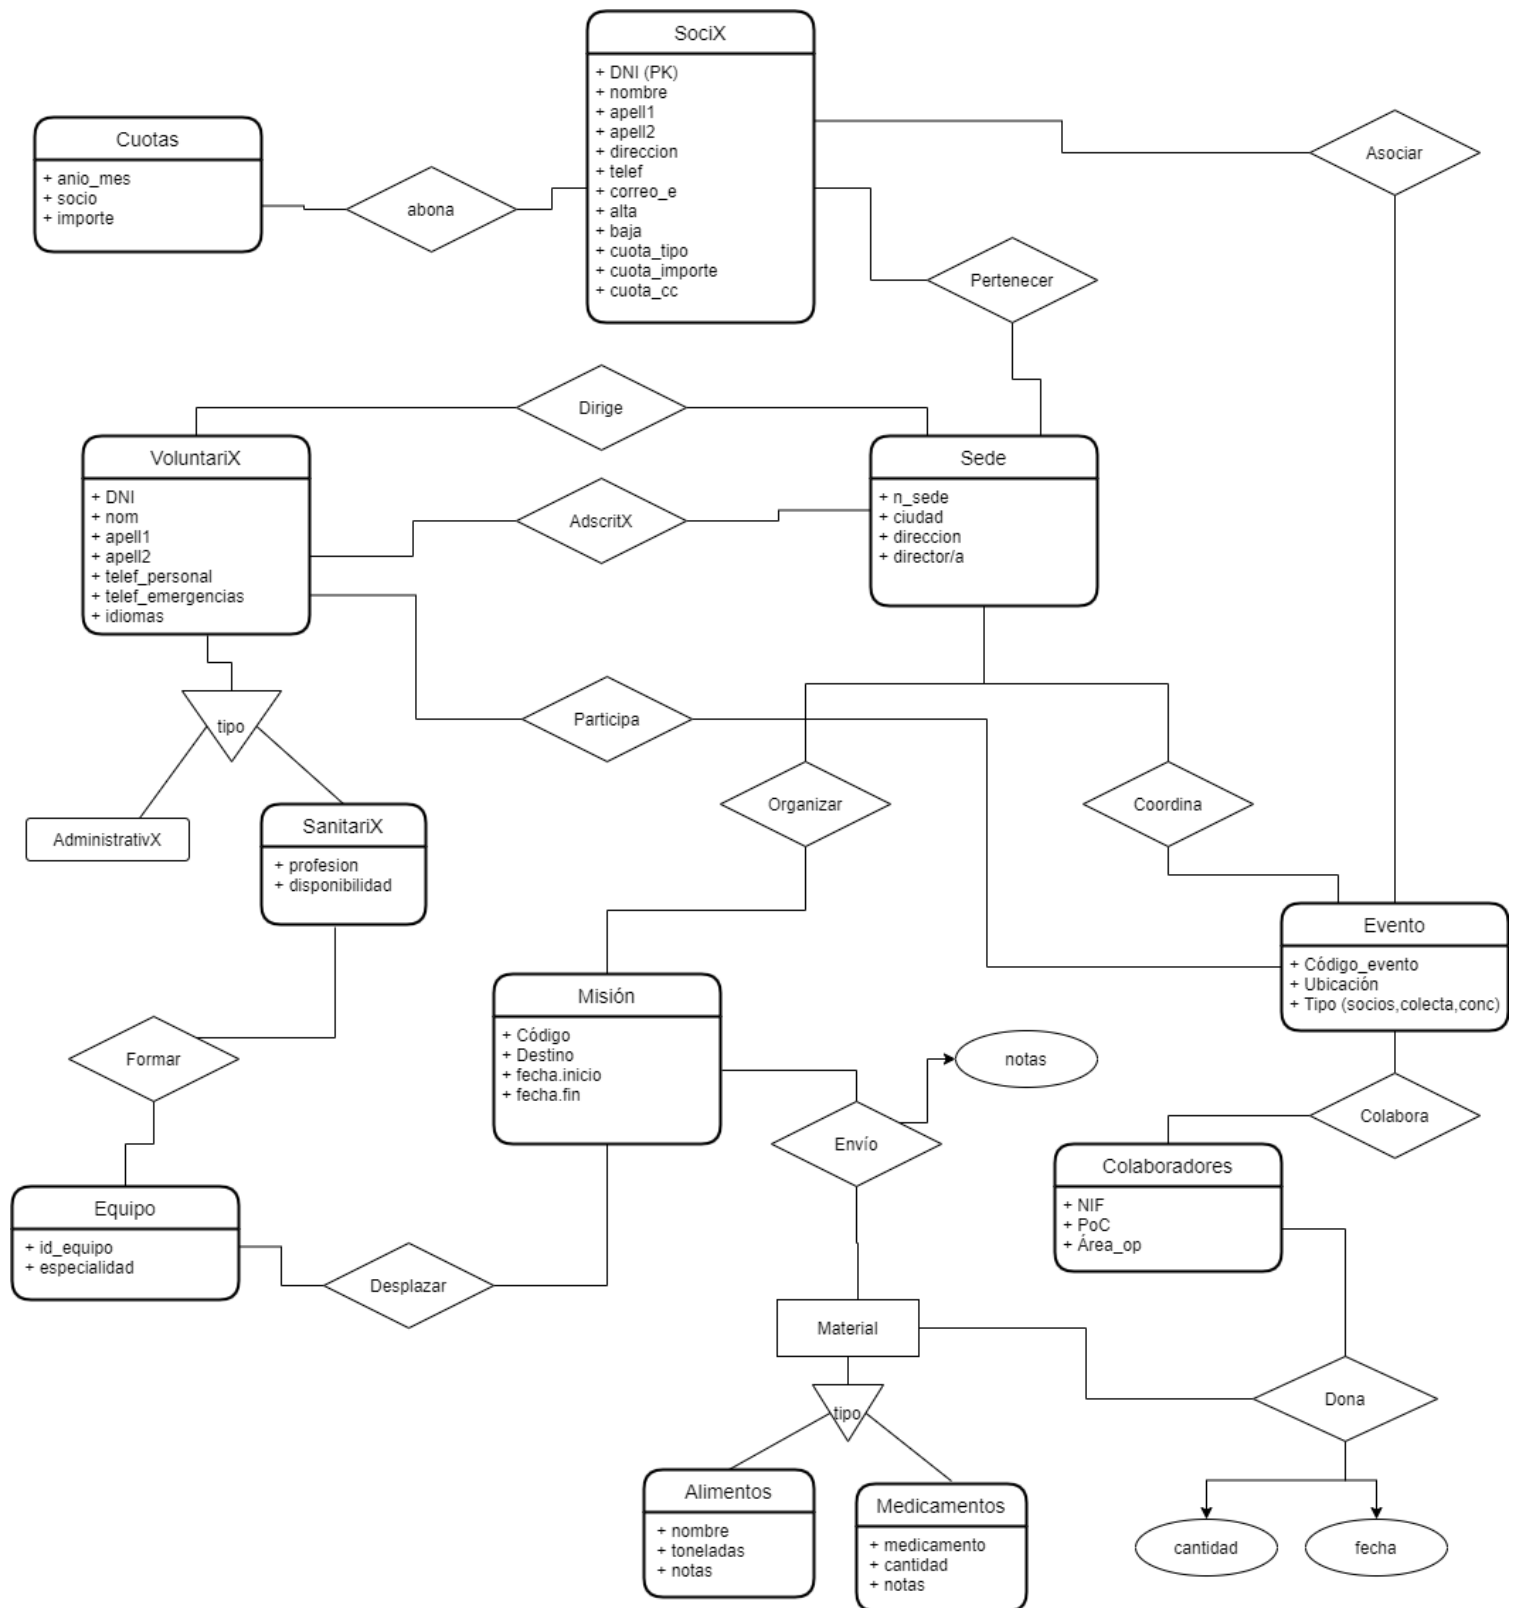 SociX
+ DNI (PK)
+ nombre
+ apell1
+ apell2
+ direccion
+ telef
+ correo_e
+ alta
+ baja
+ cuota_tipo
+ cuota_importe
+ cuota_cc
Cuotas
+ anio_mes
+ socio
+ importe
abona
Asociar
Pertenecer
Dirige
VoluntariX
+ DNI
+ nom
+ apell1
+ apell2
+ telef_personal
+ telef_emergencias
+ idiomas
AdscritX
Sede
+ n_sede
+ ciudad
+ direccion
+ director/a
tipo
Participa
AdministrativX
SanitariX
+ profesion
+ disponibilidad
Organizar
Coordina
Evento
+ Código_evento
+ Ubicación
+ Tipo (socios,colecta,conc)
Misión
+ Código
+ Destino
+ fecha.inicio
+ fecha.fin
Formar
notas
Envío
Colabora
Colaboradores
+ NIF
+ PoC
+ Área_op
Equipo
+ id_equipo
+ especialidad
Desplazar
Material
tipo
Dona
Alimentos
+ nombre
+ toneladas
+ notas
Medicamentos
+ medicamento
+ cantidad
+ notas
cantidad
fecha